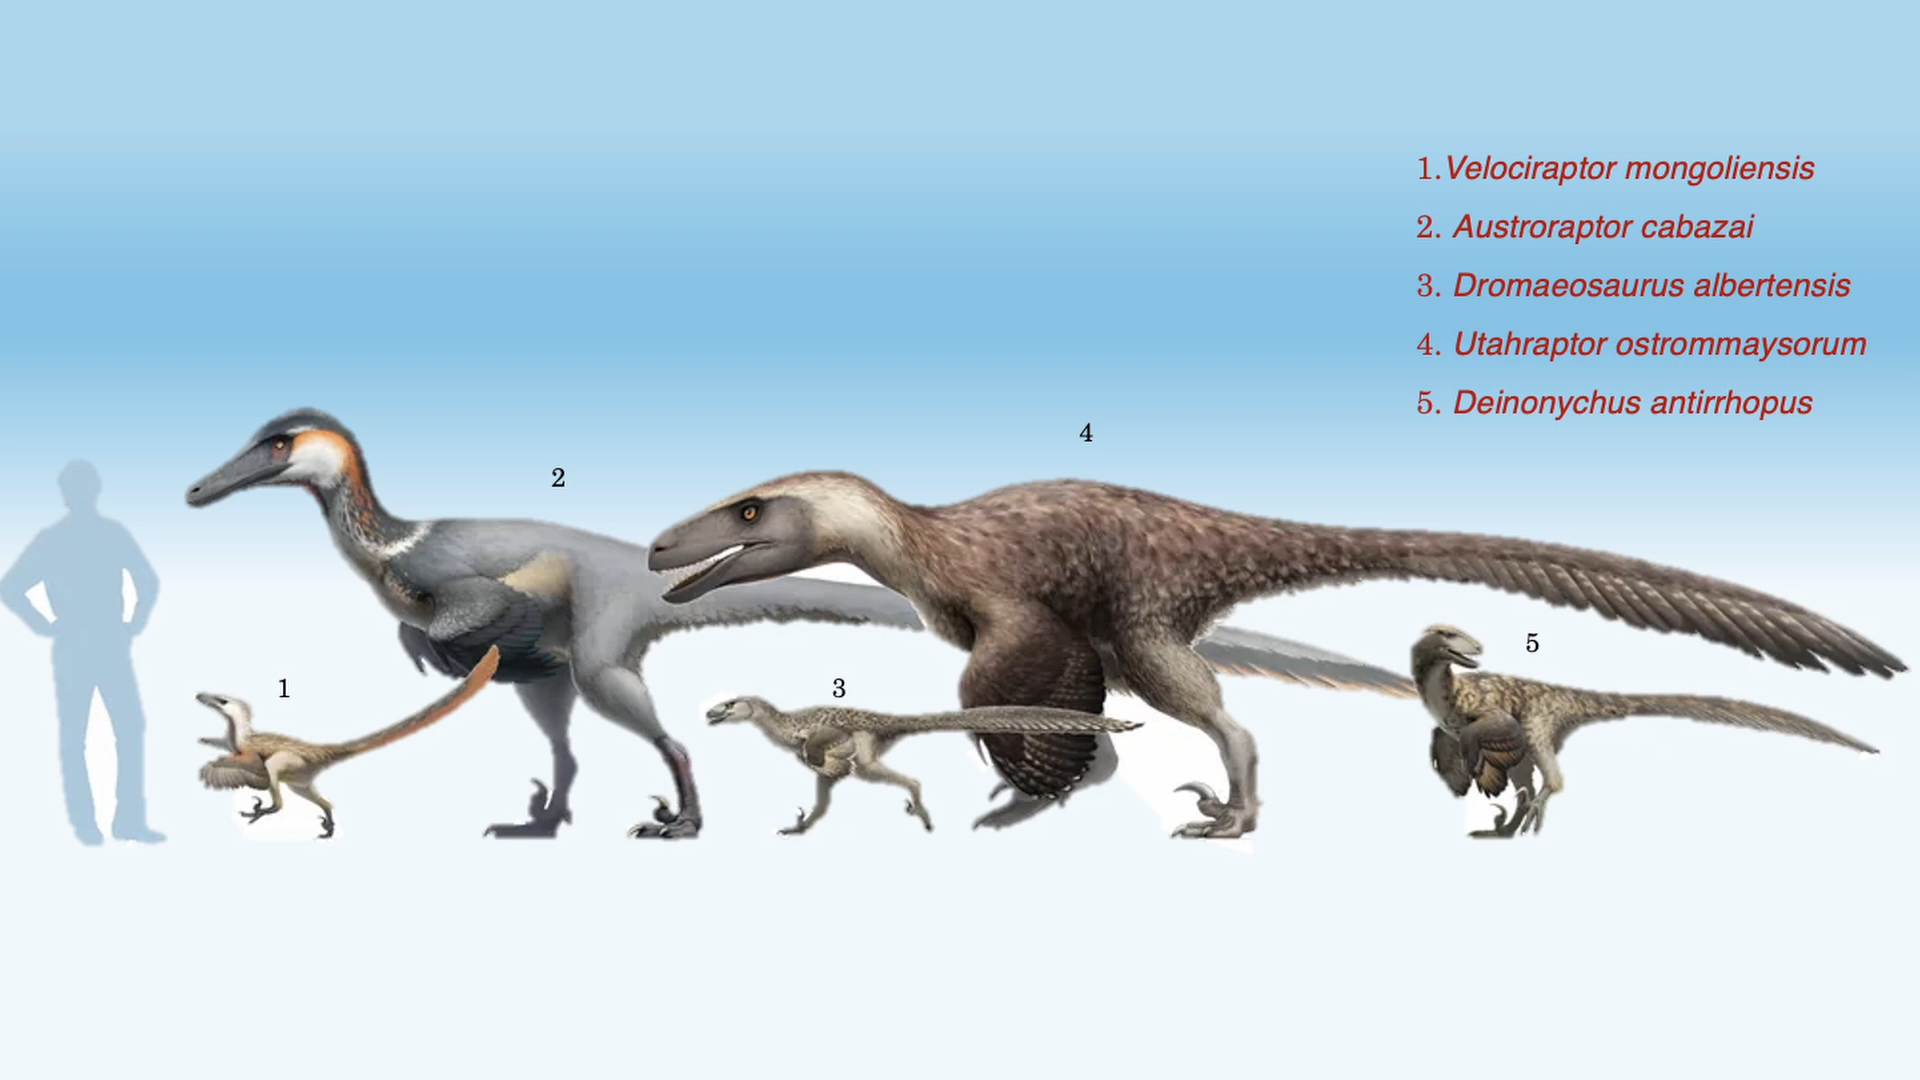 1.Velociraptor mongoliensis
2. Austroraptor cabazai
3. Dromaeosaurus albertensis
4. Utahraptor ostrommaysorum
5. Deinonychus antirrhopus
4
2
5
1
3